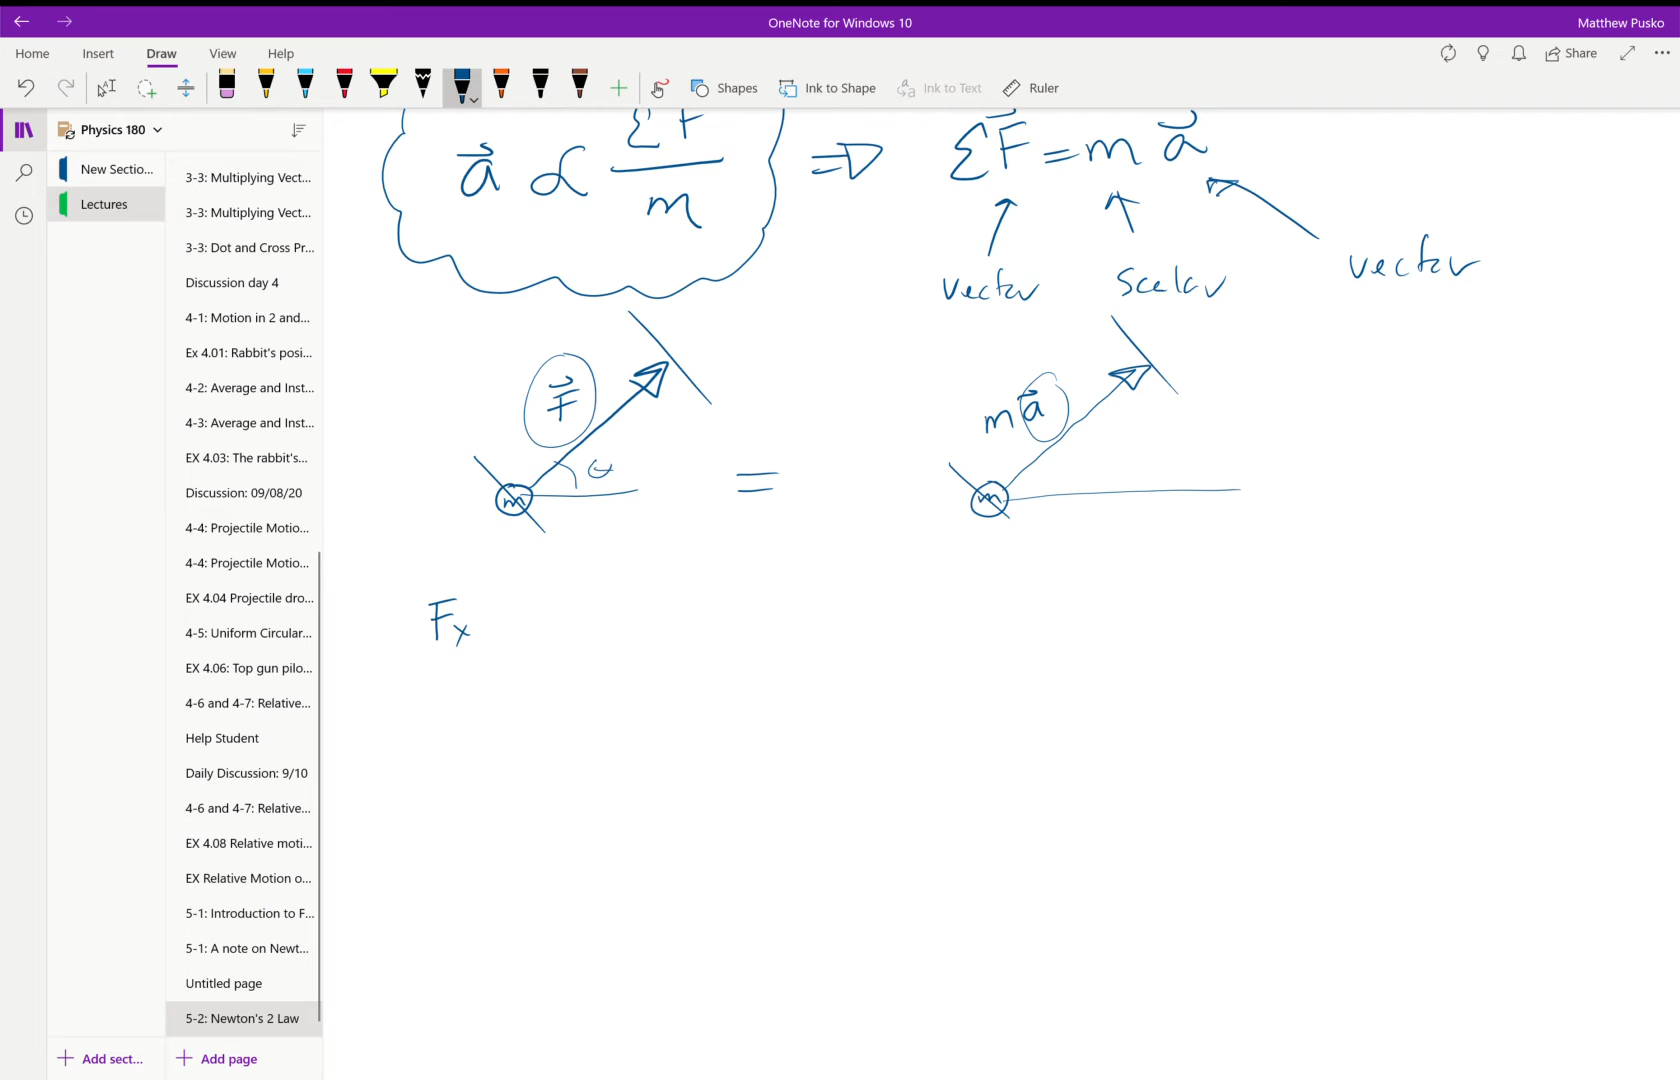 OneNote for Windows 10
Matthew Pusko
Home Insert Draw View Help
Share
Shapes Ink to Shape Ink to Text Ruler
Physics 180
New Sectio...
Lectures
3-3: Multiplying Vect...
3-3: Multiplying Vect...
3-3: Dot and Cross Pr...
Discussion day 4
4-1: Motion in 2 and...
Ex 4.01: Rabbit's posi...
4-2: Average and Inst...
4-3: Average and Inst...
EX 4.03: The rabbit's...
Discussion: 09/08/20
4-4: Projectile Motio...
4-4: Projectile Motio...
EX 4.04 Projectile dro...
4-5: Uniform Circular...
EX 4.06: Top gun pilo...
4-6 and 4-7: Relative...
Help Student
Daily Discussion: 9/10
4-6 and 4-7: Relative...
EX 4.08 Relative moti...
EX Relative Motion o...
5-1: Introduction to F...
5-1: A note on Newt...
Untitled page
5-2: Newton's 2 Law
Add sect...
Add page
a⃗ ∝ ΣF / m ⇒ ΣF⃗ = m a⃗
vector scalar vector
F⃗ θ m
=
m a⃗ m
Fx